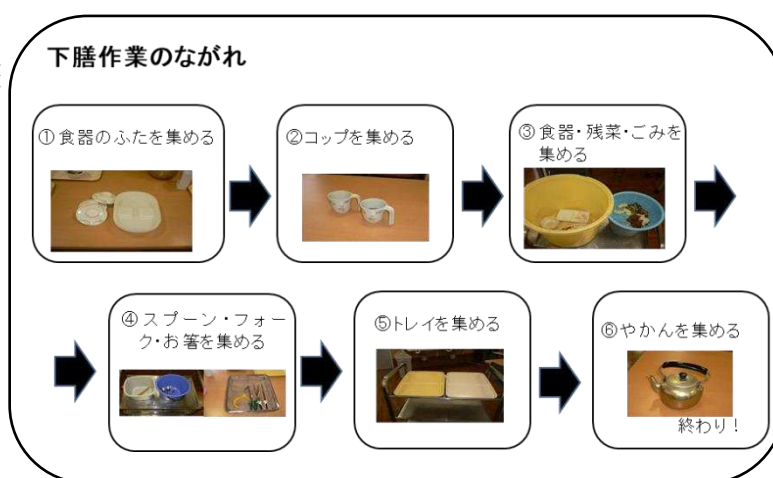 下膳作業のながれ
①食器のふたを集める
②コップを集める
③食器・残菜・ごみを
集める
④スプーン・フォー
ク・お箸を集める
⑤トレイを集める
⑥やかんを集める
終わり！